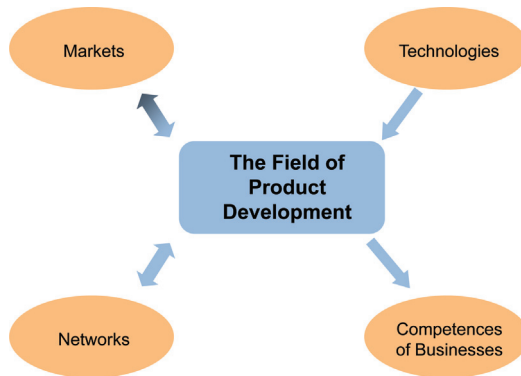 Markets
Technologies
The Field of
Product
Development
Networks
Competences
of Businesses